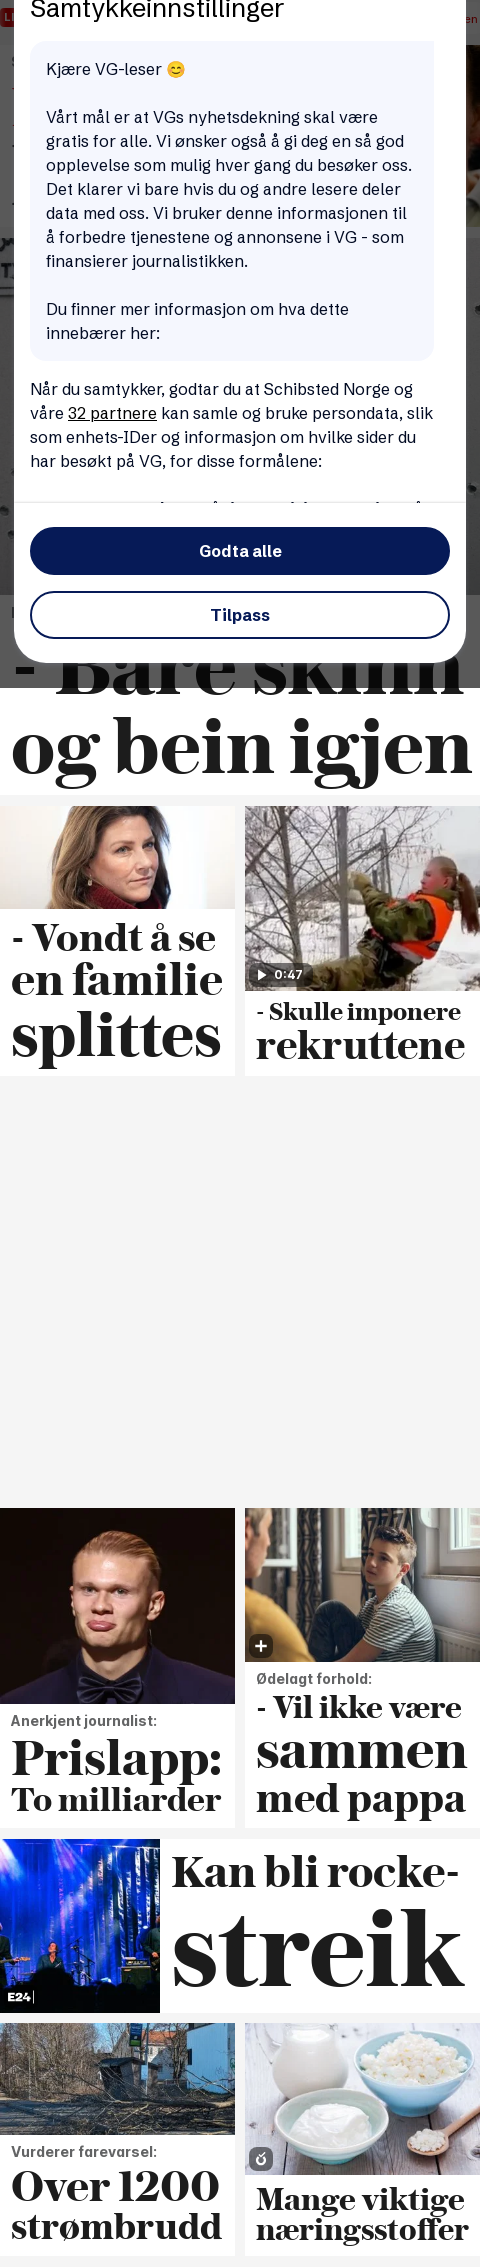 Samtykkeinnstillinger
Kjære VG-leser 😊
Vårt mål er at VGs nyhetsdekning skal være
gratis for alle. Vi ønsker også å gi deg en så god
opplevelse som mulig hver gang du besøker oss.
Det klarer vi bare hvis du og andre lesere deler
data med oss. Vi bruker denne informasjonen til
å forbedre tjenestene og annonsene i VG - som
finansierer journalistikken.
Du finner mer informasjon om hva dette
innebærer her:
Når du samtykker, godtar du at Schibsted Norge og
våre 32 partnere kan samle og bruke persondata, slik
som enhets-IDer og informasjon om hvilke sider du
har besøkt på VG, for disse formålene:
Godta alle
Tilpass
- Bare skinn
og bein igjen
- Vondt å se
en familie
splittes
0:47
- Skulle imponere
rekruttene
Anerkjent journalist:
Prislapp:
To milliarder
Ødelagt forhold:
- Vil ikke være
sammen
med pappa
E24
Kan bli rocke-
streik
Vurderer farevarsel:
Over 1200
strømbrudd
Mange viktige
næringsstoffer